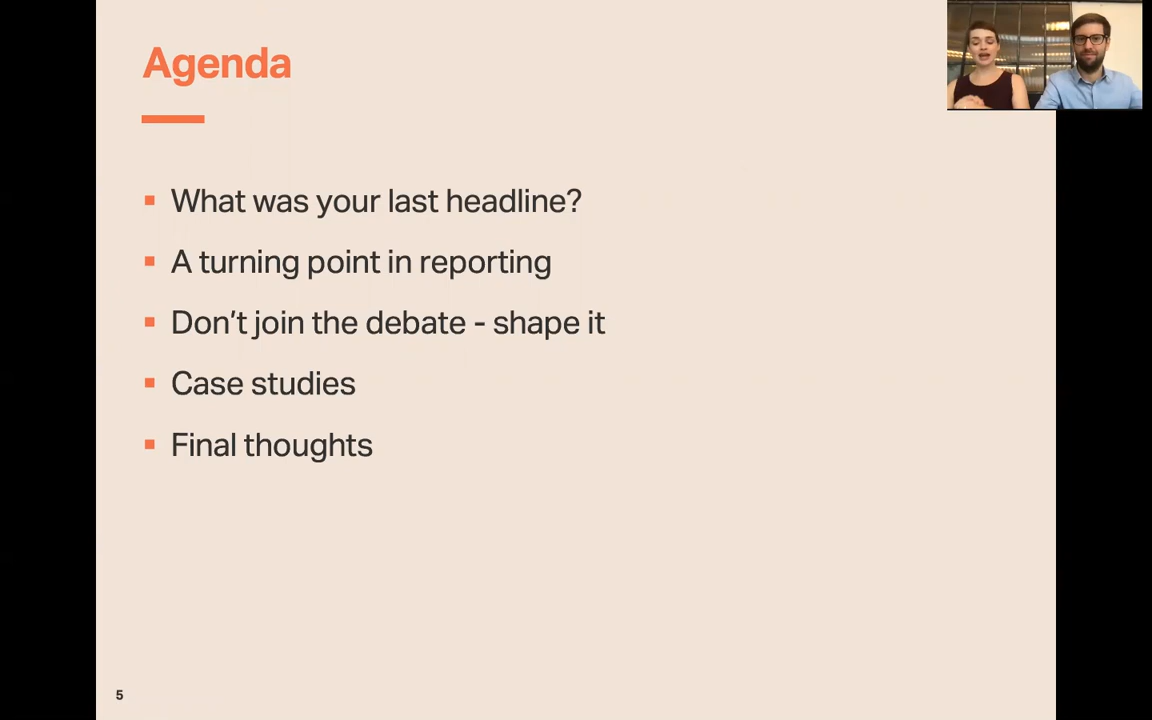 Agenda
What was your last headline?
A turning point in reporting
Don't join the debate - shape it
Case studies
Final thoughts
5